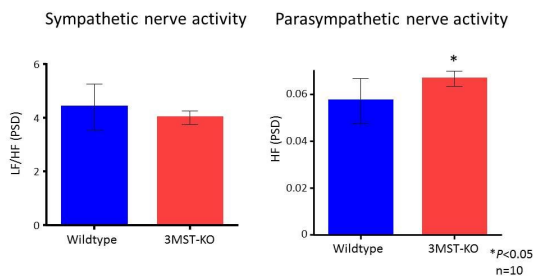 Sympathetic nerve activity
Parasympathetic nerve activity
6
4
2
0
LF/HF (PSD)
Wildtype
3MST-KO
*
0.06
0.04
0.02
0
HF (PSD)
Wildtype
3MST-KO
*P<0.05
n=10